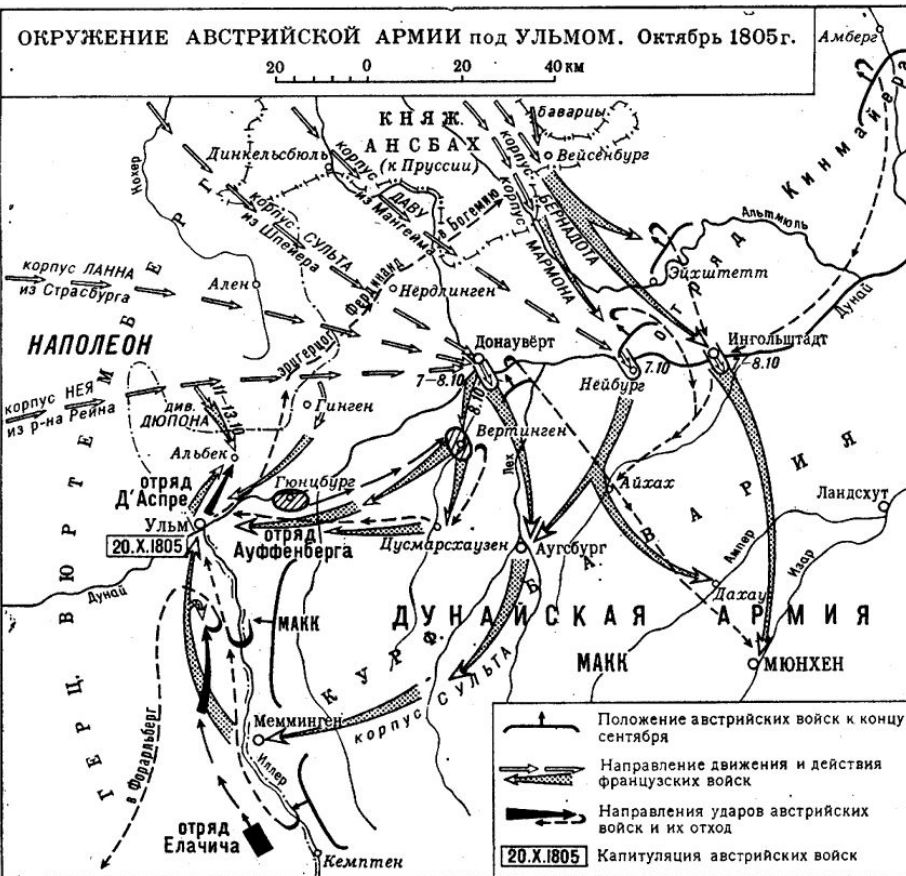 ОКРУЖЕНИЕ АВСТРИЙСКОЙ АРМИИ под УЛЬМОМ. Октябрь 1805 г.
20 0 20 40 км
Амберг
КНЯЖ.
АНСБАХ
(к Пруссии)
баварцы
Вейсенбург
Динкельсбюль
Кохер
корпус ДАВУ
из Мангейма
корпус СУЛЬТА
из Шпейера
в Богемию
корпус МАРМОНА
корпус БЕРНАДОТА
ОТРЯД Кинмайера
Альтмюль
Эйхштетт
Дунай
корпус ЛАННА
из Страсбурга
Ален
Нёрдлинген
эрцгерцог Фердинанд
НАПОЛЕОН
Донаувёрт
7–8.10
8.10
Нёйбург
7.10
Ингольштадт
7–8.10
корпус НЕЯ
из р-на Рейна
11–13.10
див.
ДЮПОНА
Гинген
Альбек
Вертинген
Лех
Айхах
отряд
Д'Аспре
Гюнцбург
Ульм
20.X.1805
отряд
Ауффенберга
Цусмарсхаузен
Аугсбург
Ландсхут
Ампер
Изар
Дахау
Дунай
МАКК
ДУНАЙСКАЯ АРМИЯ
МАКК
МЮНХЕН
КУРФ. БАВАРИЯ
ГЕРЦ. ВЮРТЕМБЕРГ
корпус СУЛЬТА
Мемминген
Иллер
в Форарльберг
отряд
Елачича
Кемптен
Положение австрийских войск к концу
сентября
Направление движения и действия
французских войск
Направления ударов австрийских
войск и их отход
20.X.1805 Капитуляция австрийских войск